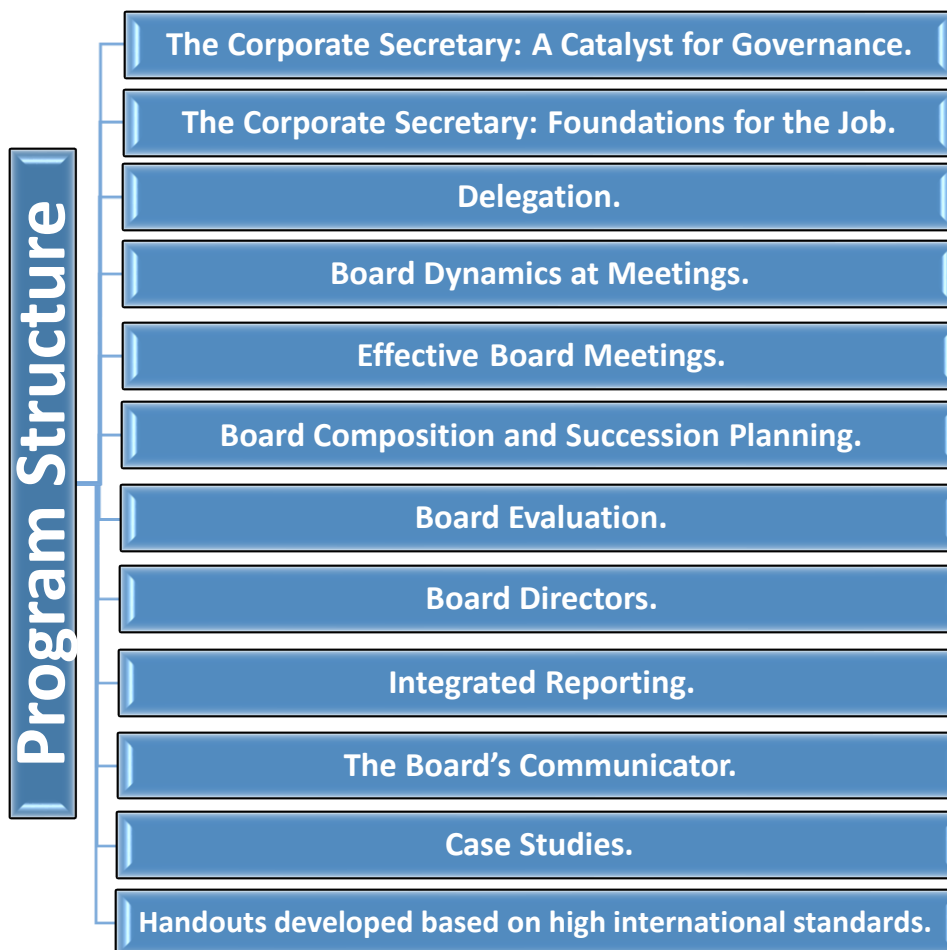 Program Structure
The Corporate Secretary: A Catalyst for Governance.
The Corporate Secretary: Foundations for the Job.
Delegation.
Board Dynamics at Meetings.
Effective Board Meetings.
Board Composition and Succession Planning.
Board Evaluation.
Board Directors.
Integrated Reporting.
The Board’s Communicator.
Case Studies.
Handouts developed based on high international standards.